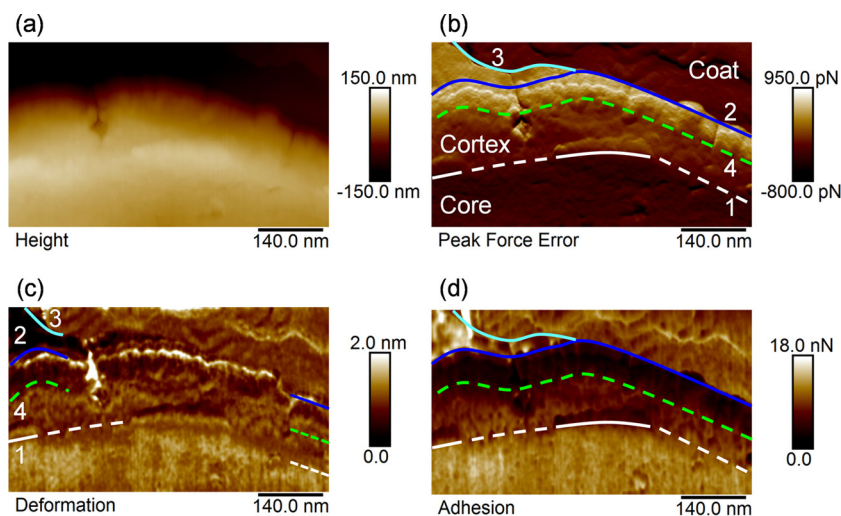 (a)
150.0 nm
-150.0 nm
Height
140.0 nm
(b)
3
Coat
2
Cortex
4
Core
1
950.0 pN
-800.0 pN
Peak Force Error
140.0 nm
(c)
3
2
4
1
2.0 nm
0.0
Deformation
140.0 nm
(d)
18.0 nN
0.0
Adhesion
140.0 nm